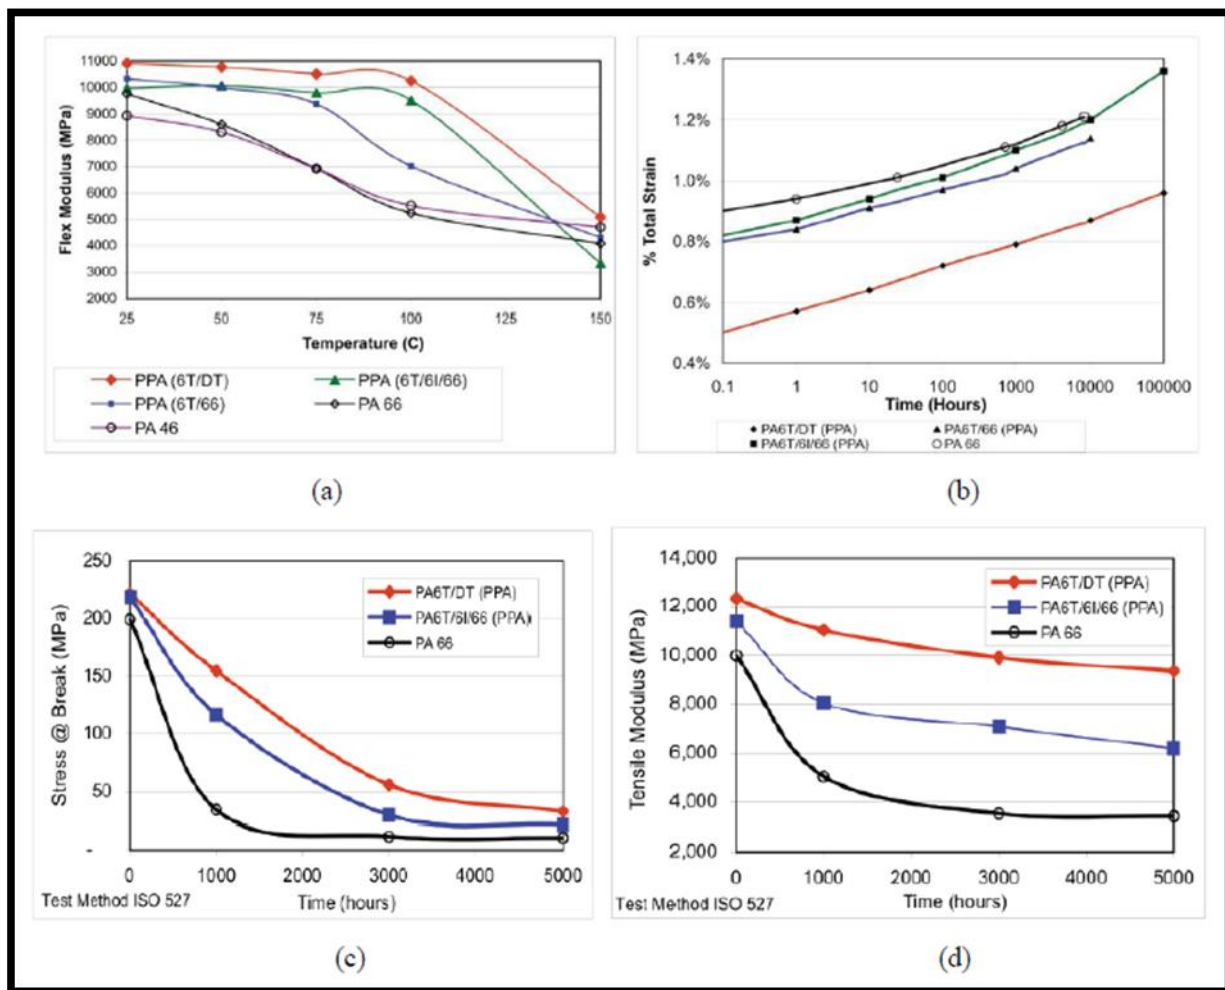 11000
10000
9000
8000
7000
6000
5000
4000
3000
2000
Flex Modulus (MPa)
25 50 75 100 125 150
Temperature (C)
PPA (6T/DT) PPA (6T/6I/66)
PPA (6T/66) PA 66
PA 46
(a)
1.4%
1.2%
1.0%
0.8%
0.6%
0.4%
% Total Strain
0.1 1 10 100 1000 10000 100000
Time (Hours)
PA6T/DT (PPA) PA6T/66 (PPA)
PA6T/6I/66 (PPA) PA 66
(b)
250
200
150
100
50
-
Stress @ Break (MPa)
PA6T/DT (PPA)
PA6T/6I/66 (PPA)
PA 66
0 1000 2000 3000 4000 5000
Test Method ISO 527 Time (hours)
(c)
14,000
12,000
10,000
8,000
6,000
4,000
2,000
Tensile Modulus (MPa)
PA6T/DT (PPA)
PA6T/6I/66 (PPA)
PA 66
0 1000 2000 3000 4000 5000
Test Method ISO 527 Time (hours)
(d)